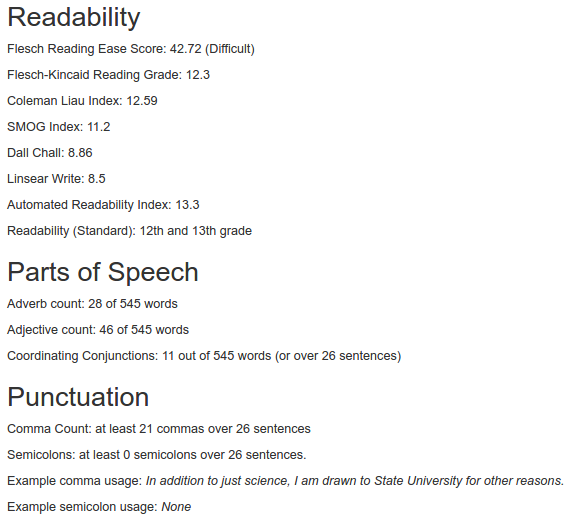 Readability
Flesch Reading Ease Score: 42.72 (Difficult)
Flesch-Kincaid Reading Grade: 12.3
Coleman Liau Index: 12.59
SMOG Index: 11.2
Dall Chall: 8.86
Linsear Write: 8.5
Automated Readability Index: 13.3
Readability (Standard): 12th and 13th grade
Parts of Speech
Adverb count: 28 of 545 words
Adjective count: 46 of 545 words
Coordinating Conjunctions: 11 out of 545 words (or over 26 sentences)
Punctuation
Comma Count: at least 21 commas over 26 sentences
Semicolons: at least 0 semicolons over 26 sentences.
Example comma usage: In addition to just science, I am drawn to State University for other reasons.
Example semicolon usage: None